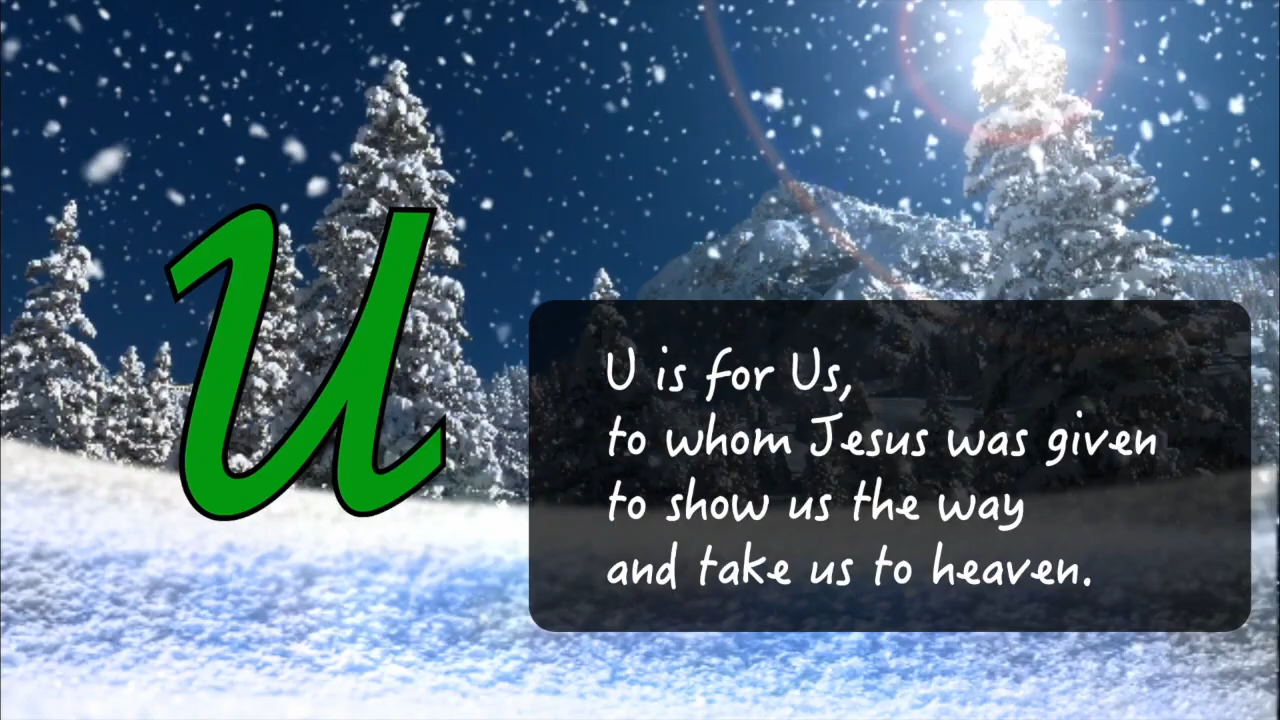 U
U is for Us,
to whom Jesus was given
to show us the way
and take us to heaven.